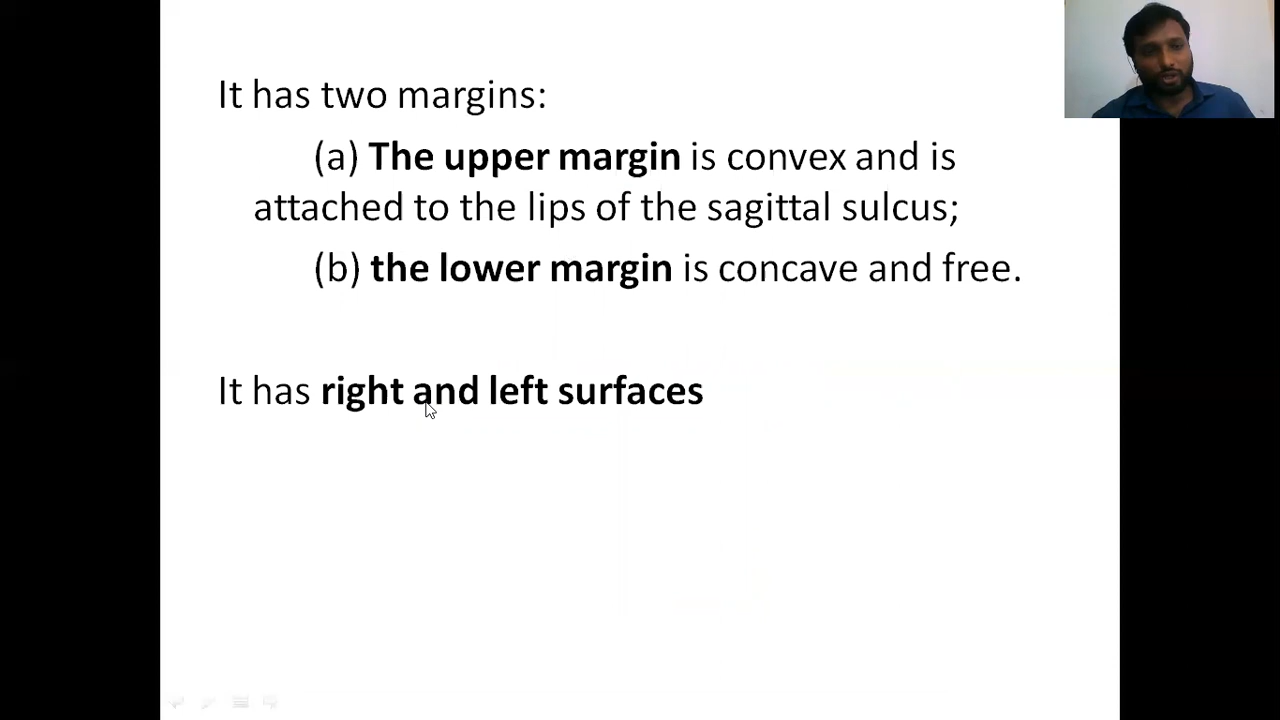 It has two margins:
(a) The upper margin is convex and is
attached to the lips of the sagittal sulcus;
(b) the lower margin is concave and free.
It has right and left surfaces